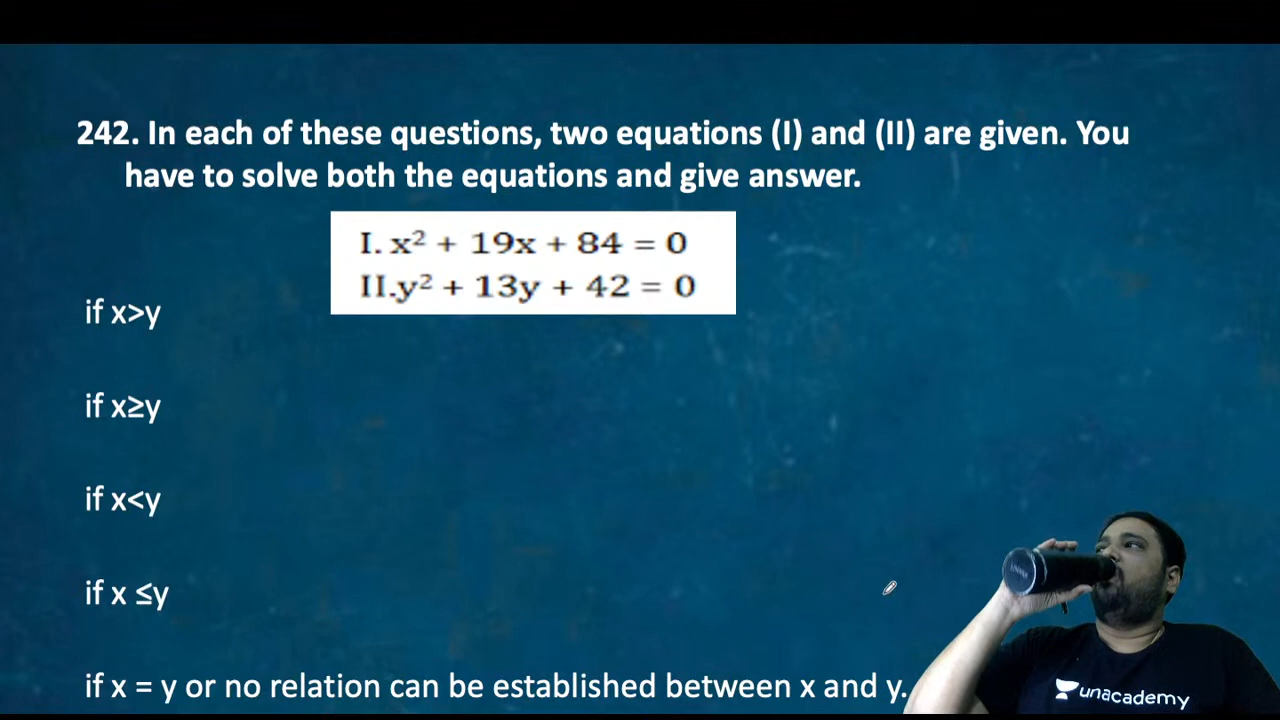 242. In each of these questions, two equations (I) and (II) are given. You
have to solve both the equations and give answer.
I. x² + 19x + 84 = 0
II.y² + 13y + 42 = 0
if x>y
if x≥y
if x<y
if x ≤y
if x = y or no relation can be established between x and y.
unacademy